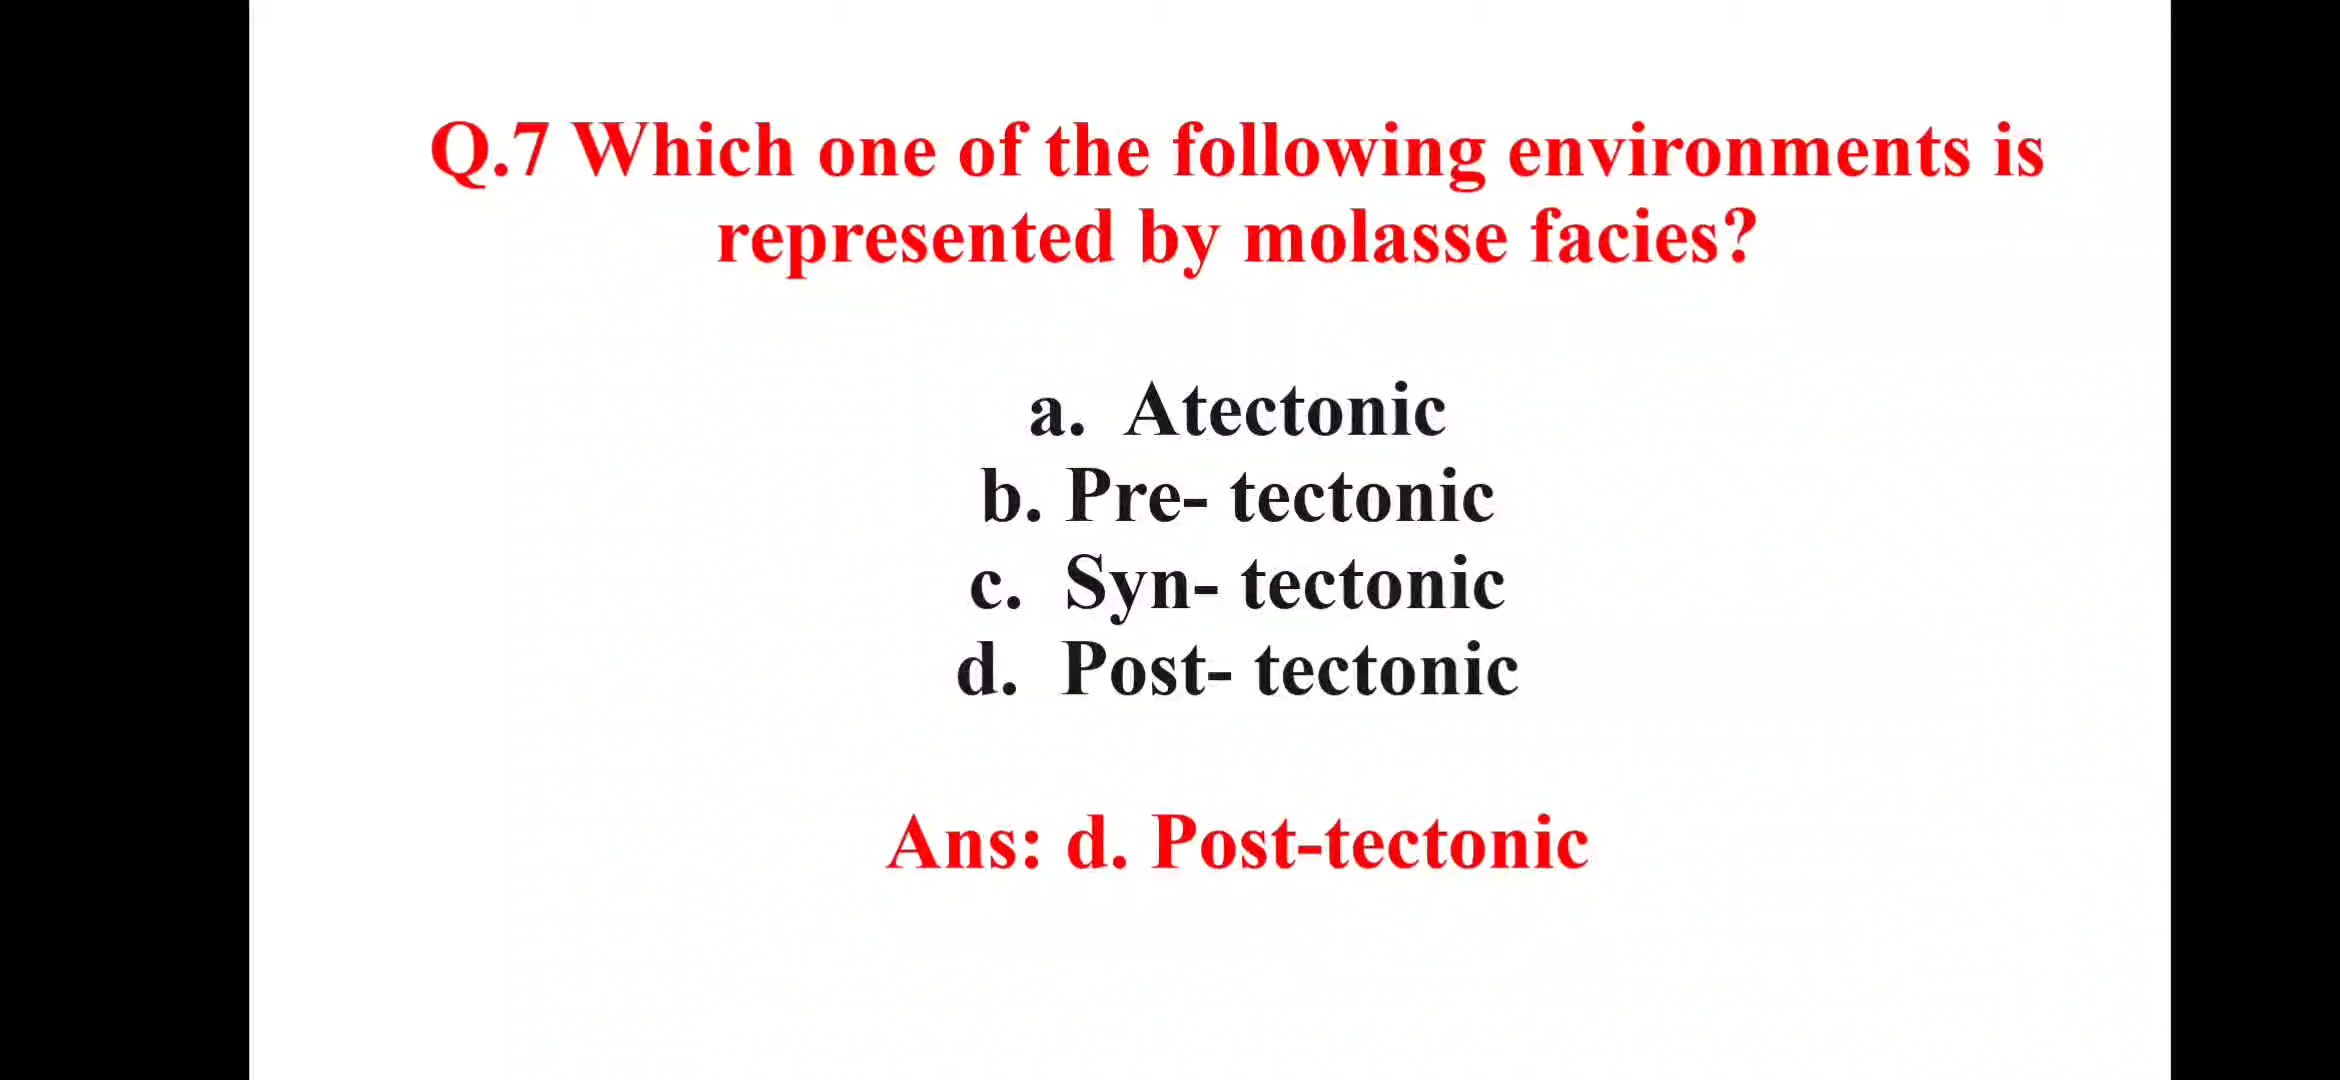 Q.7 Which one of the following environments is
represented by molasse facies?
a. Atectonic
b. Pre- tectonic
c. Syn- tectonic
d. Post- tectonic
Ans: d. Post-tectonic